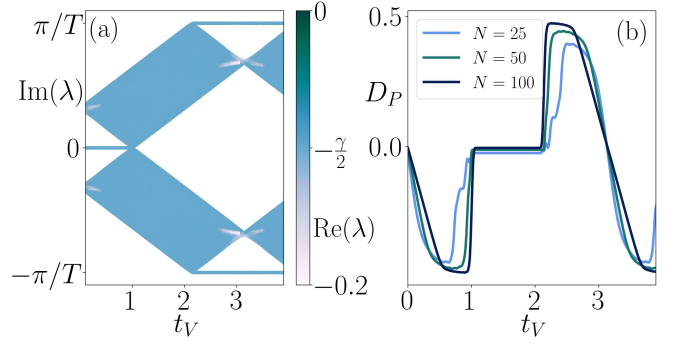 π/T
(a)
Im(λ)
0
−π/T
1
2
3
t_V
0
−γ/2
Re(λ)
−0.2
0.5
D_P
0.0
N = 25
N = 50
N = 100
(b)
0
1
2
3
t_V